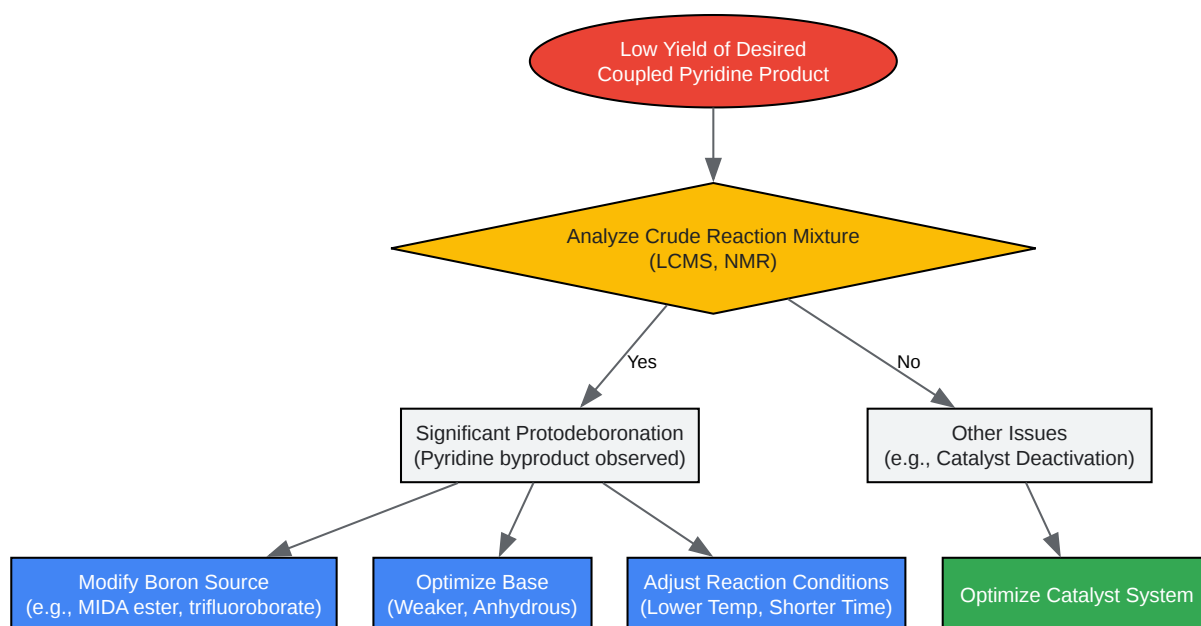 Low Yield of Desired
Coupled Pyridine Product
Analyze Crude Reaction Mixture
(LCMS, NMR)
Yes
No
Significant Protodeboronation
(Pyridine byproduct observed)
Other Issues
(e.g., Catalyst Deactivation)
Modify Boron Source
(e.g., MIDA ester, trifluoroborate)
Optimize Base
(Weaker, Anhydrous)
Adjust Reaction Conditions
(Lower Temp, Shorter Time)
Optimize Catalyst System